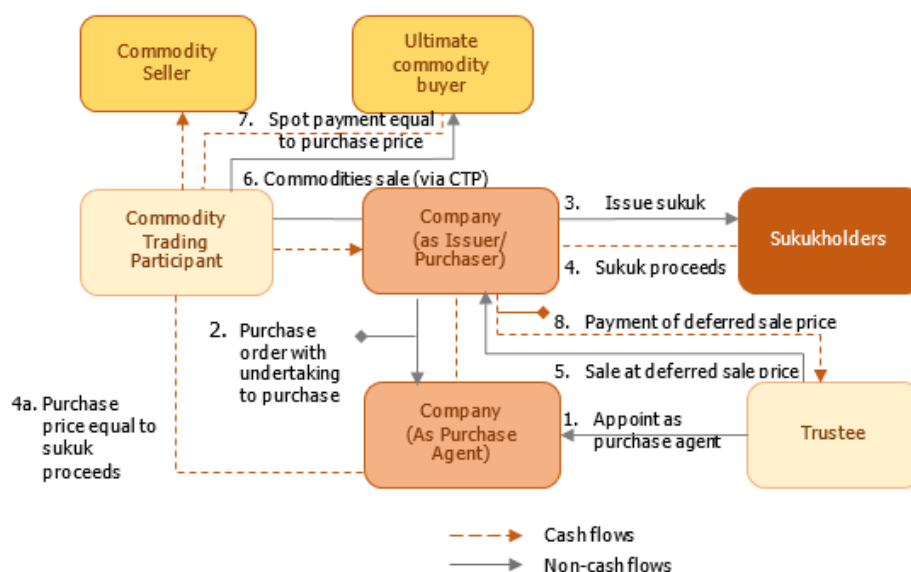 Commodity
Seller
Ultimate
commodity
buyer
7. Spot payment equal
to purchase price
6. Commodities sale (via CTP)
Commodity
Trading
Participant
Company
(as Issuer/
Purchaser)
3. Issue sukuk
Sukukholders
4. Sukuk proceeds
2. Purchase
order with
undertaking
to purchase
8. Payment of deferred sale price
5. Sale at deferred sale price
4a. Purchase
price equal to
sukuk
proceeds
Company
(As Purchase
Agent)
1. Appoint as
purchase agent
Trustee
Cash flows
Non-cash flows